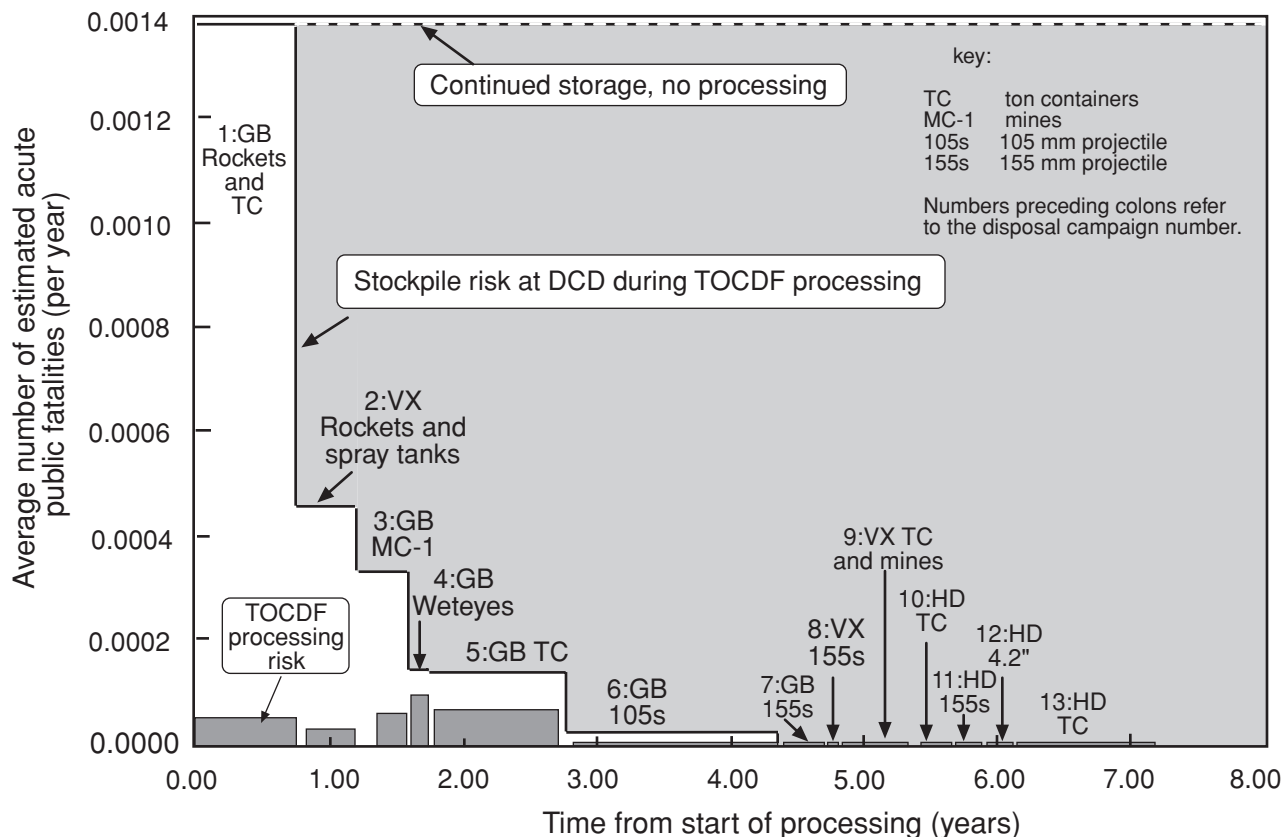 Average number of estimated acute
public fatalities (per year)
0.0014
0.0012
0.0010
0.0008
0.0006
0.0004
0.0002
0.0000
Continued storage, no processing
key:
TC ton containers
MC-1 mines
105s 105 mm projectile
155s 155 mm projectile
Numbers preceding colons refer
to the disposal campaign number.
1:GB
Rockets
and
TC
Stockpile risk at DCD during TOCDF processing
2:VX
Rockets and
spray tanks
3:GB
MC-1
4:GB
Weteyes
5:GB TC
TOCDF
processing
risk
6:GB
105s
7:GB
155s
8:VX
155s
9:VX TC
and mines
10:HD
TC
11:HD
155s
12:HD
4.2"
13:HD
TC
0.00 1.00 2.00 3.00 4.00 5.00 6.00 7.00 8.00
Time from start of processing (years)